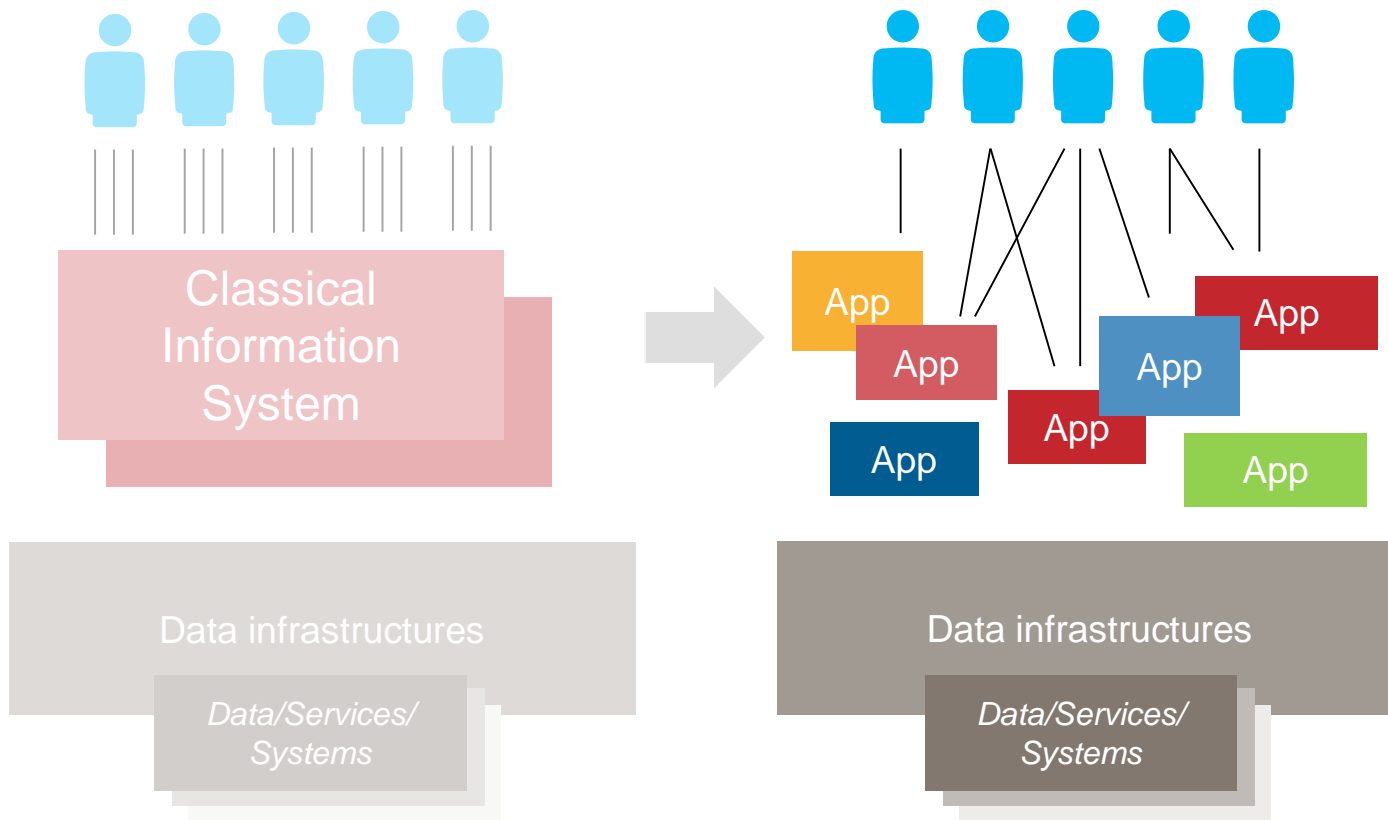 Classical
Information
System
Data infrastructures
Data/Services/
Systems
App
App
App
App
App
App
App
Data infrastructures
Data/Services/
Systems